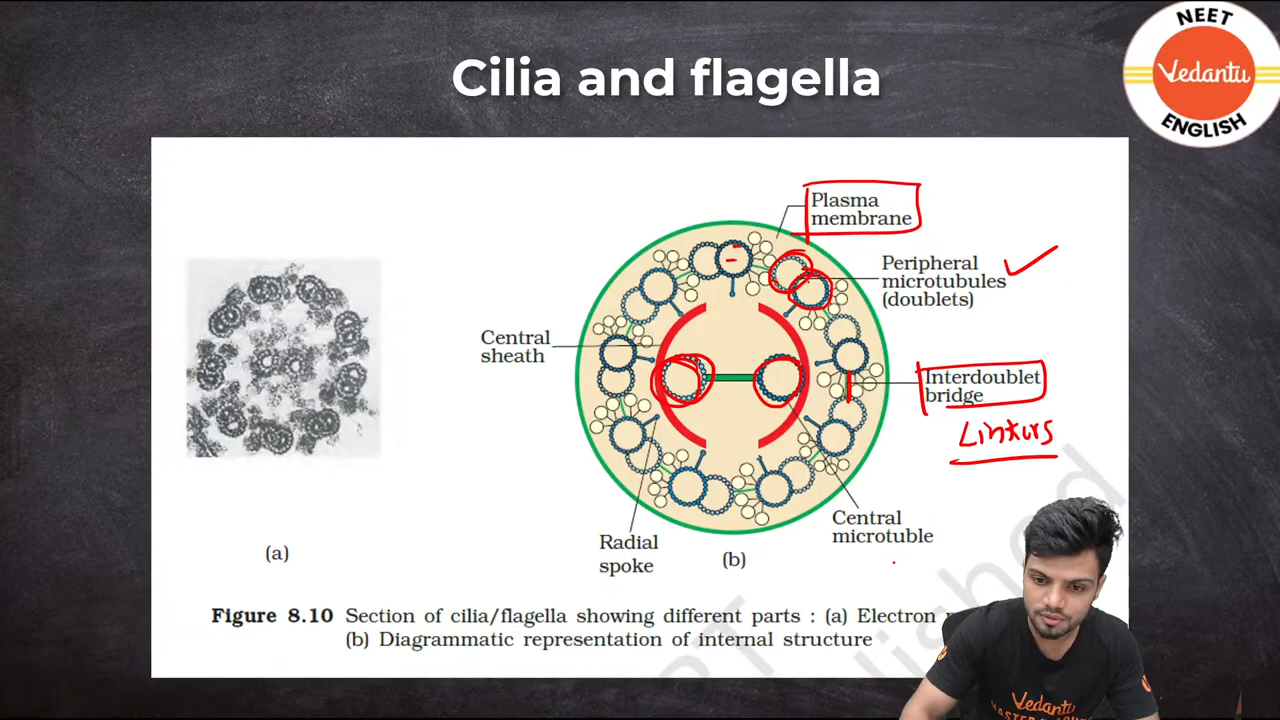 Cilia and flagella
NEET
Vedantu
ENGLISH
Plasma
membrane
Peripheral
microtubules
(doublets)
Central
sheath
Interdoublet
bridge
Linkers
Central
microtuble
Radial
spoke
(a)
(b)
Figure 8.10 Section of cilia/flagella showing different parts : (a) Electron
(b) Diagrammatic representation of internal structure
Vedantu